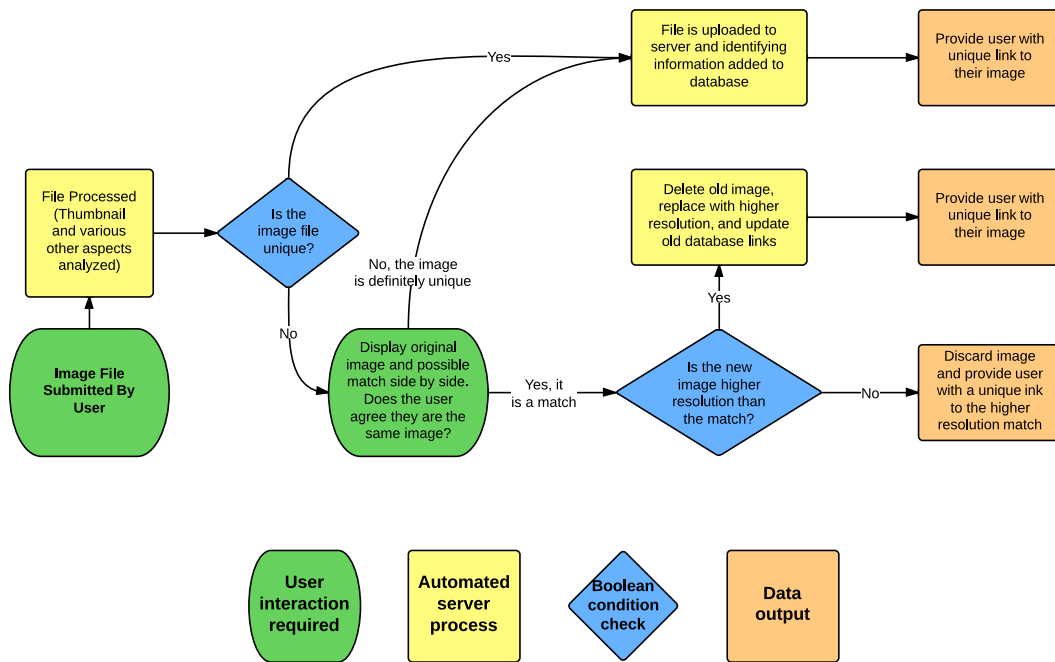 File is uploaded to
server and identifying
information added to
database
Provide user with
unique link to
their image
Yes
File Processed
(Thumbnail
and various
other aspects
analyzed)
Is the
image file
unique?
Delete old image,
replace with higher
resolution, and update
old database links
Provide user with
unique link to
their image
No, the image
is definitely unique
Yes
No
Image File
Submitted By
User
Display original
image and possible
match side by side.
Does the user
agree they are the
same image?
Yes, it
is a match
Is the new
image higher
resolution than
the match?
No
Discard image
and provide user
with a unique ink
to the higher
resolution match
User
interaction
required
Automated
server
process
Boolean
condition
check
Data
output